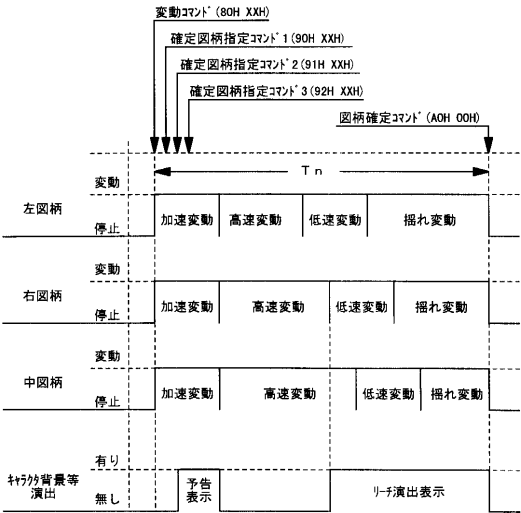 変動コマンド(80H XXH)
確定図柄指定コマンド1(90H XXH)
確定図柄指定コマンド2(91H XXH)
確定図柄指定コマンド3(92H XXH)
図柄確定コマンド(A0H 00H)
Tn
変動
左図柄
停止
加速変動
高速変動
低速変動
揺れ変動
変動
右図柄
停止
加速変動
高速変動
低速変動
揺れ変動
変動
中図柄
停止
加速変動
高速変動
低速変動
揺れ変動
有り
キャラクタ背景等
演出
無し
予告
表示
リーチ演出表示